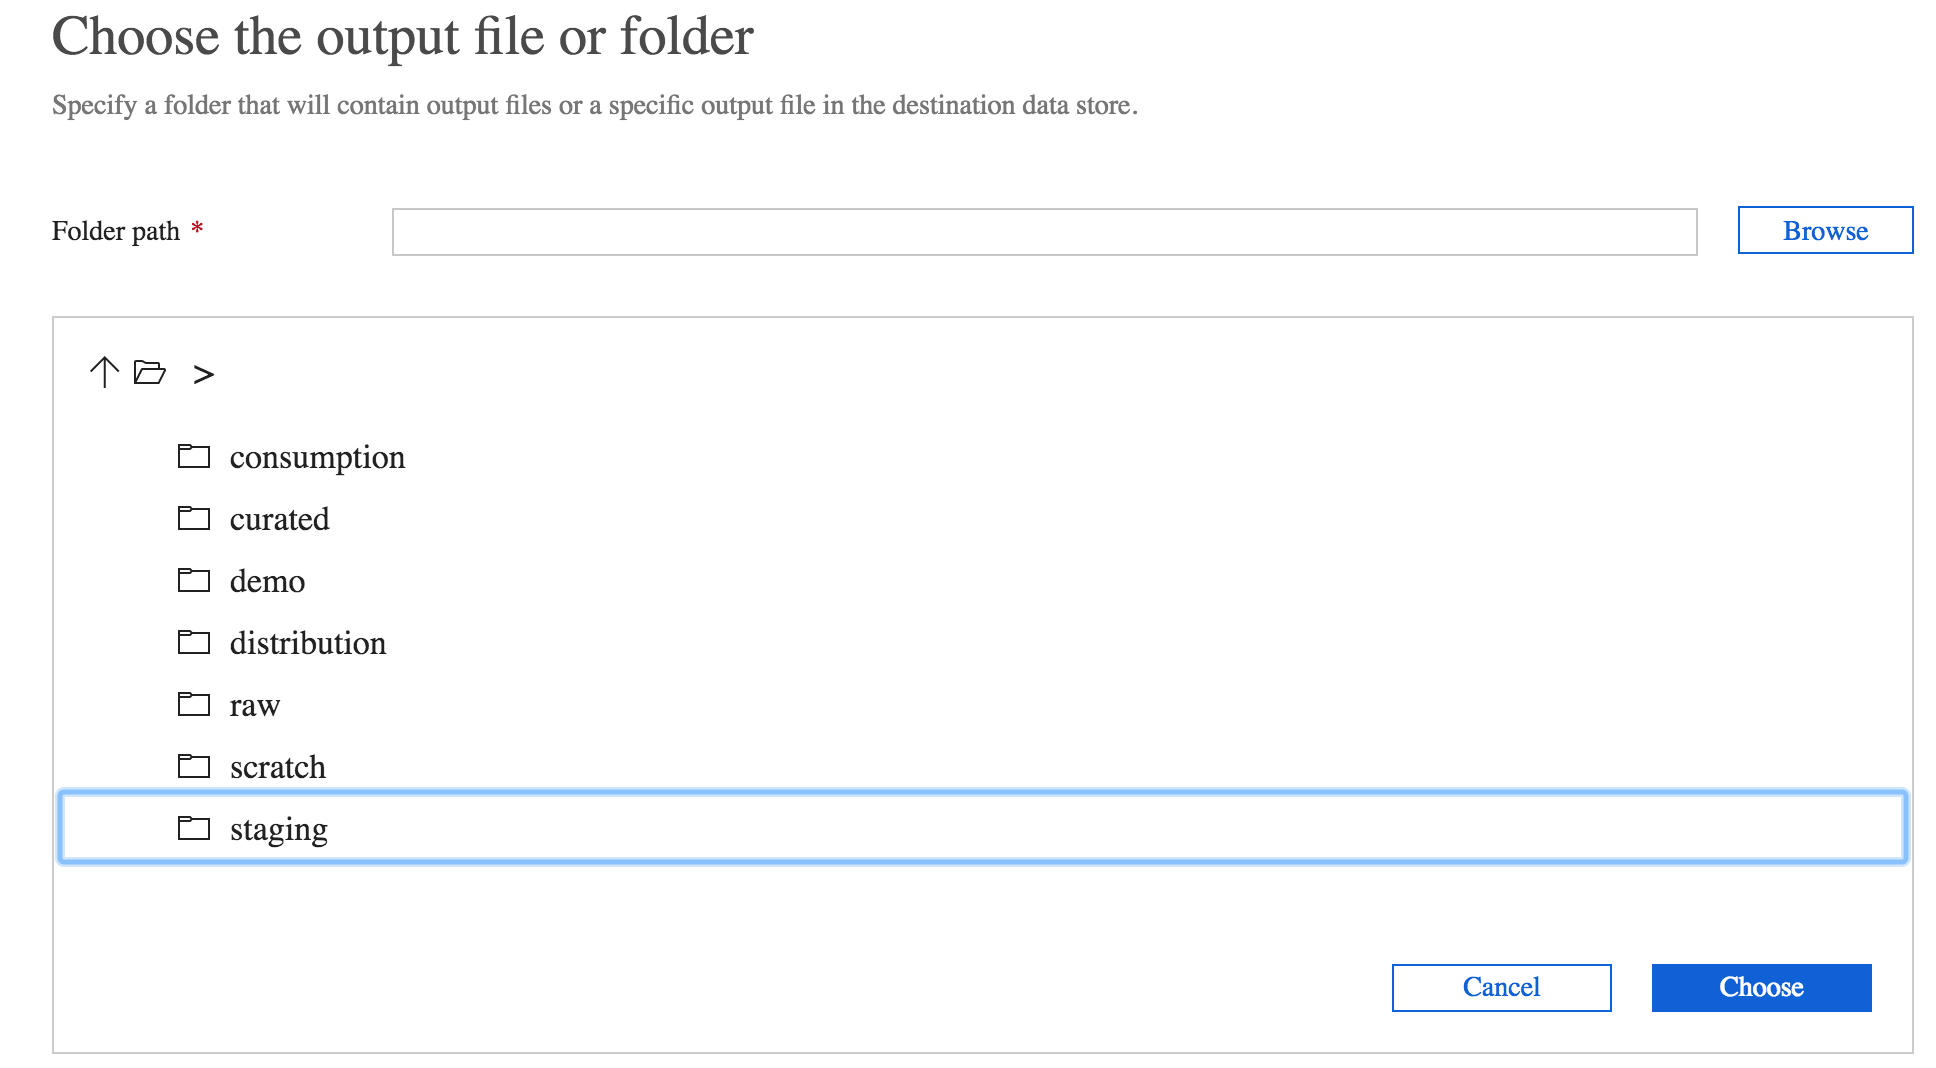 Choose the output file or folder
Specify a folder that will contain output files or a specific output file in the destination data store.
Folder path *
Browse
>
consumption
curated
demo
distribution
raw
scratch
staging
Cancel
Choose